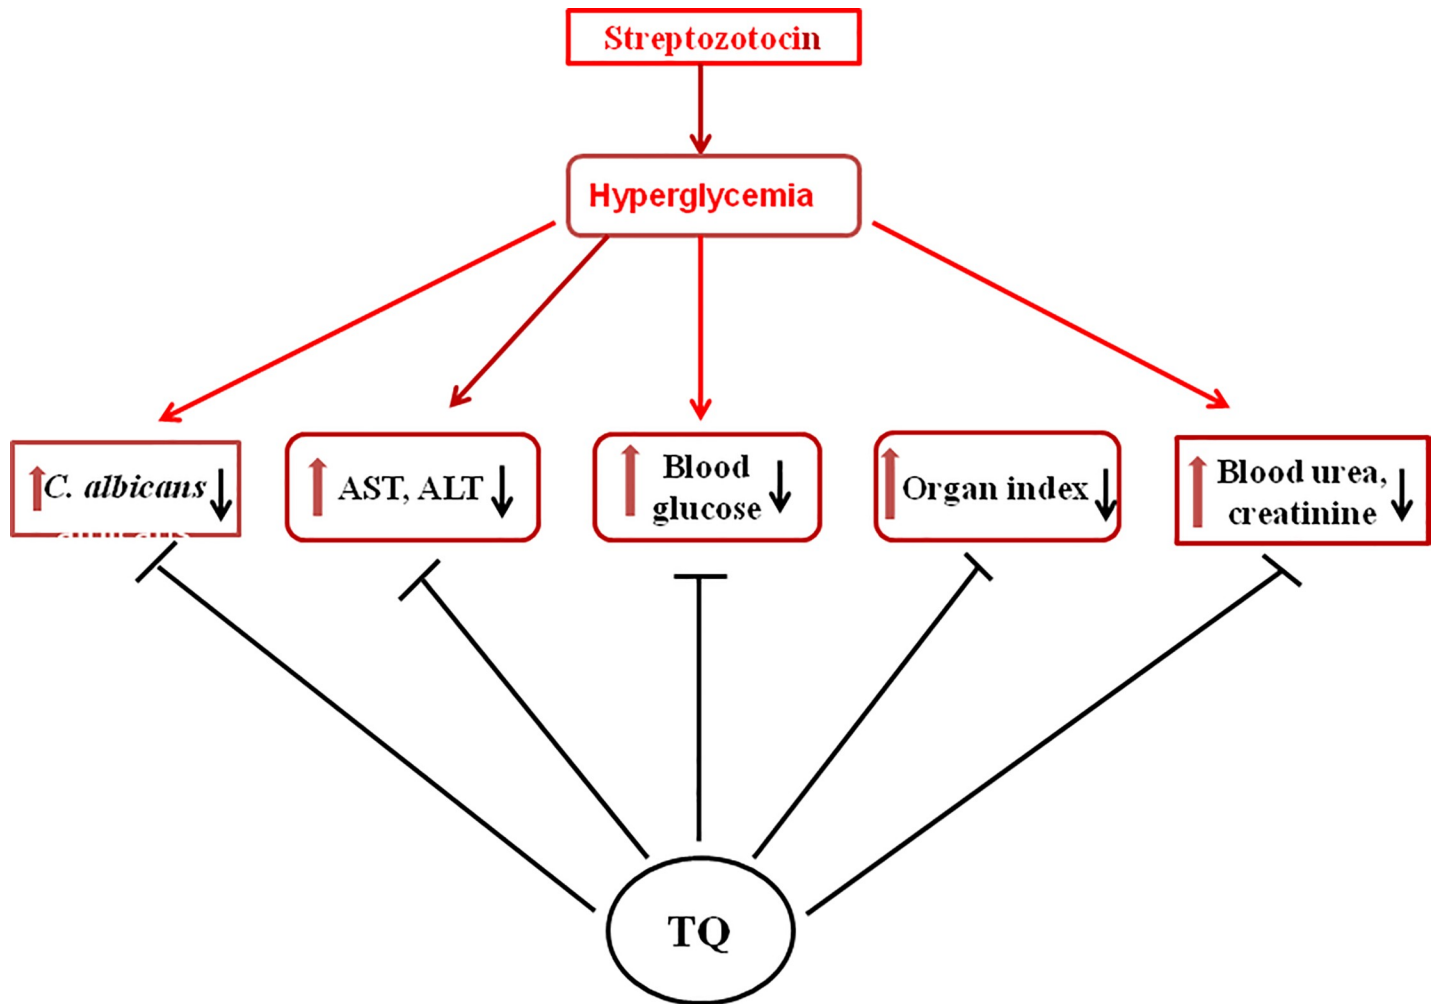 Streptozotocin
Hyperglycemia
C. albicans
AST, ALT
Blood
glucose
Organ index
Blood urea,
creatinine
TQ